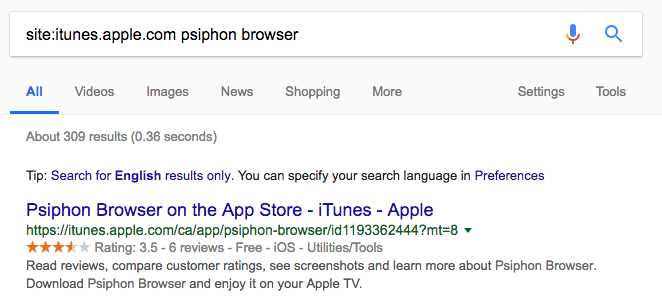 site:itunes.apple.com psiphon browser
All Videos Images News Shopping More Settings Tools
About 309 results (0.36 seconds)
Tip: Search for English results only. You can specify your search language in Preferences
Psiphon Browser on the App Store - iTunes - Apple
https://itunes.apple.com/ca/app/psiphon-browser/id1193362444?mt=8
Rating: 3.5 - 6 reviews - Free - iOS - Utilities/Tools
Read reviews, compare customer ratings, see screenshots and learn more about Psiphon Browser.
Download Psiphon Browser and enjoy it on your Apple TV.